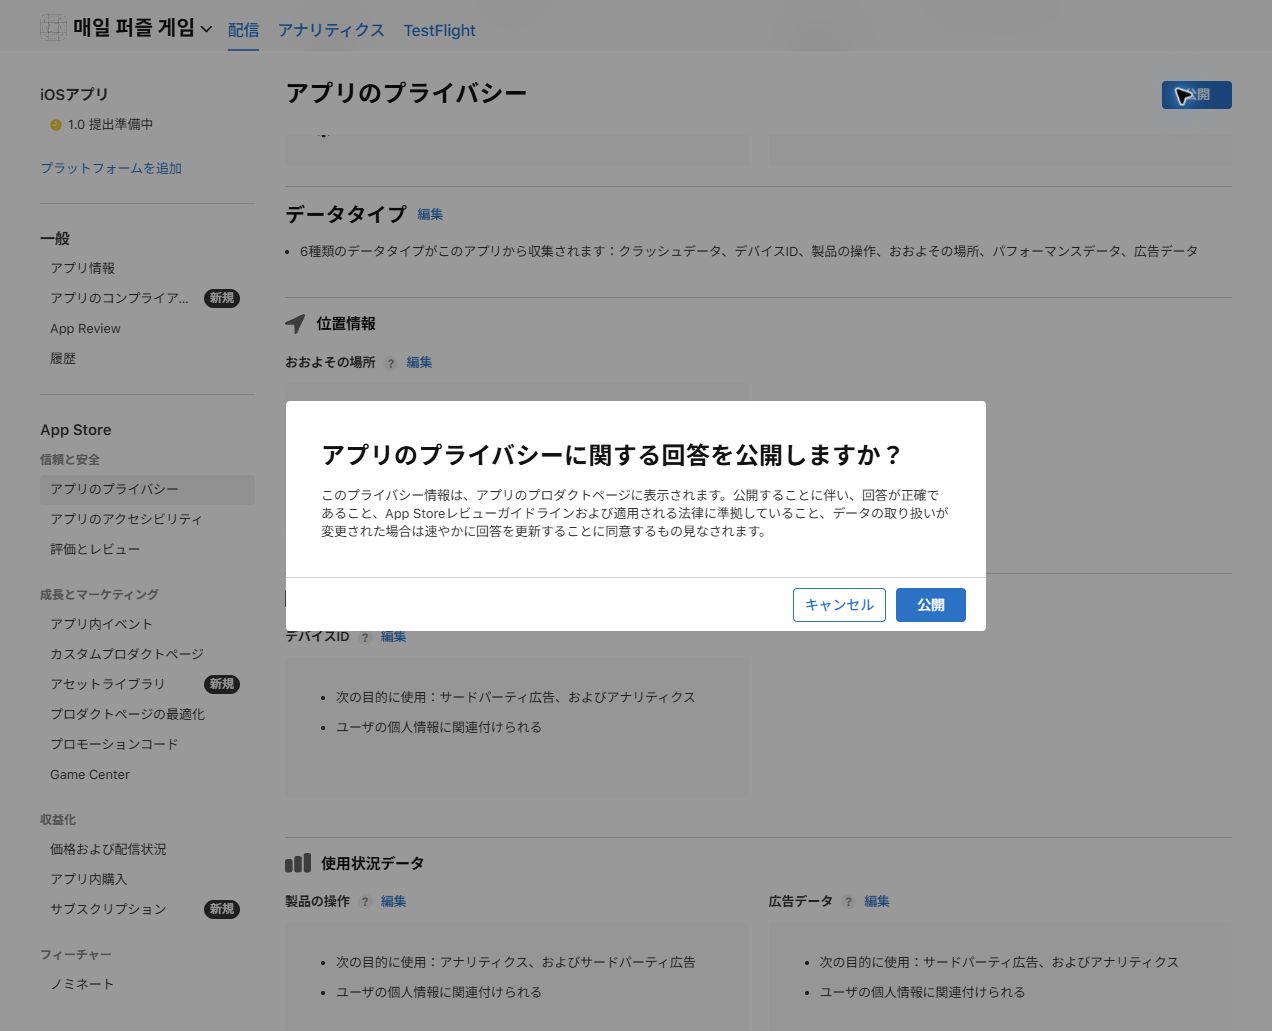 매일 퍼즐 게임
配信
アナリティクス
TestFlight
iOSアプリ
1.0 提出準備中
プラットフォームを追加
一般
アプリ情報
アプリのコンプライア...
新規
App Review
履歴
App Store
信頼と安全
アプリのプライバシー
アプリのアクセシビリティ
評価とレビュー
成長とマーケティング
アプリ内イベント
カスタムプロダクトページ
アセットライブラリ
新規
プロダクトページの最適化
プロモーションコード
Game Center
収益化
価格および配信状況
アプリ内購入
サブスクリプション
新規
フィーチャー
ノミネート
アプリのプライバシー
公開
データタイプ 編集
• 6種類のデータタイプがこのアプリから収集されます：クラッシュデータ、デバイスID、製品の操作、おおよその場所、パフォーマンスデータ、広告データ
位置情報
おおよその場所 ? 編集
アプリのプライバシーに関する回答を公開しますか？
このプライバシー情報は、アプリのプロダクトページに表示されます。公開することに伴い、回答が正確で
あること、App Storeレビューガイドラインおよび適用される法律に準拠していること、データの取り扱いが
変更された場合は速やかに回答を更新することに同意するもの見なされます。
キャンセル
公開
デバイスID ? 編集
• 次の目的に使用：サードパーティ広告、およびアナリティクス
• ユーザの個人情報に関連付けられる
使用状況データ
製品の操作 ? 編集
• 次の目的に使用：アナリティクス、およびサードパーティ広告
• ユーザの個人情報に関連付けられる
広告データ ? 編集
• 次の目的に使用：サードパーティ広告、およびアナリティクス
• ユーザの個人情報に関連付けられる